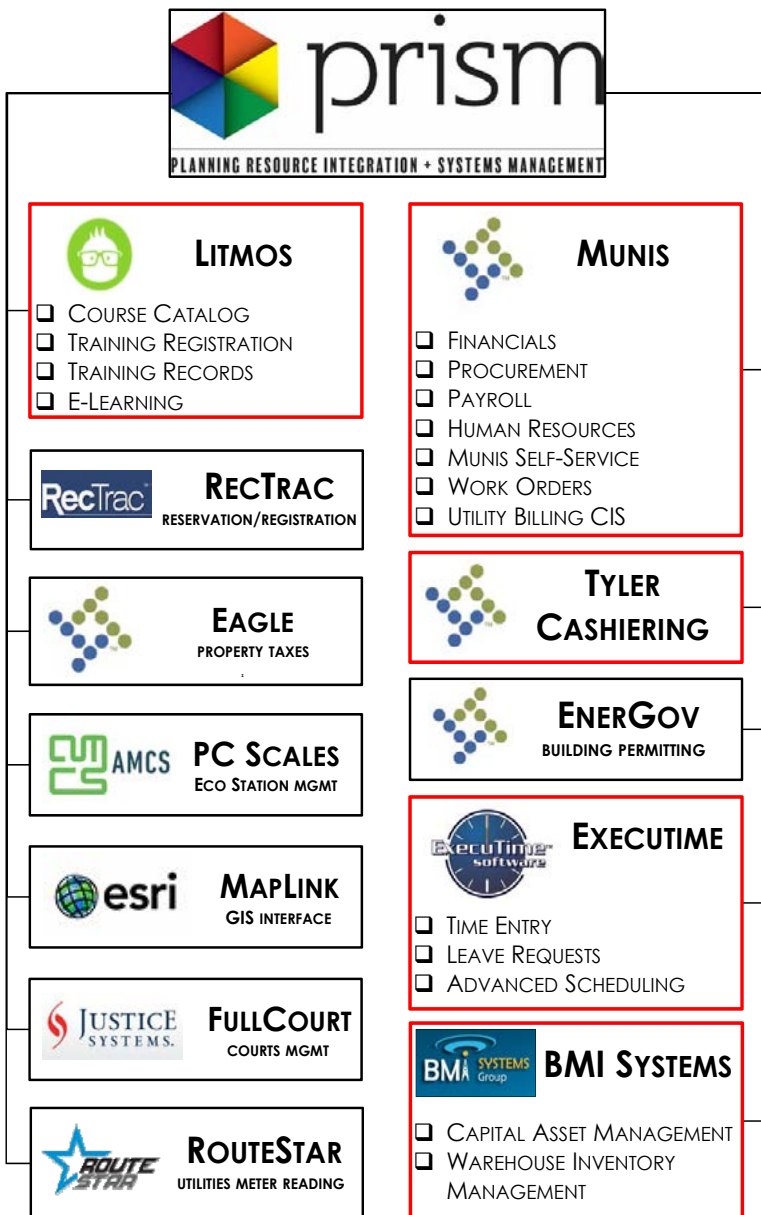 prism
PLANNING RESOURCE INTEGRATION + SYSTEMS MANAGEMENT
LITMOS
❑ COURSE CATALOG
❑ TRAINING REGISTRATION
❑ TRAINING RECORDS
❑ E-LEARNING
RecTrac
RECTRAC
RESERVATION/REGISTRATION
EAGLE
PROPERTY TAXES
AMCS
PC SCALES
ECO STATION MGMT
esri
MAPLINK
GIS INTERFACE
JUSTICE
SYSTEMS.
FULLCOURT
COURTS MGMT
ROUTE
STAR
ROUTESTAR
UTILITIES METER READING
MUNIS
❑ FINANCIALS
❑ PROCUREMENT
❑ PAYROLL
❑ HUMAN RESOURCES
❑ MUNIS SELF-SERVICE
❑ WORK ORDERS
❑ UTILITY BILLING CIS
TYLER
CASHIERING
ENERGOV
BUILDING PERMITTING
ExecuTime
software
EXECUTIME
❑ TIME ENTRY
❑ LEAVE REQUESTS
❑ ADVANCED SCHEDULING
BMi SYSTEMS
Group
BMI SYSTEMS
❑ CAPITAL ASSET MANAGEMENT
❑ WAREHOUSE INVENTORY
MANAGEMENT